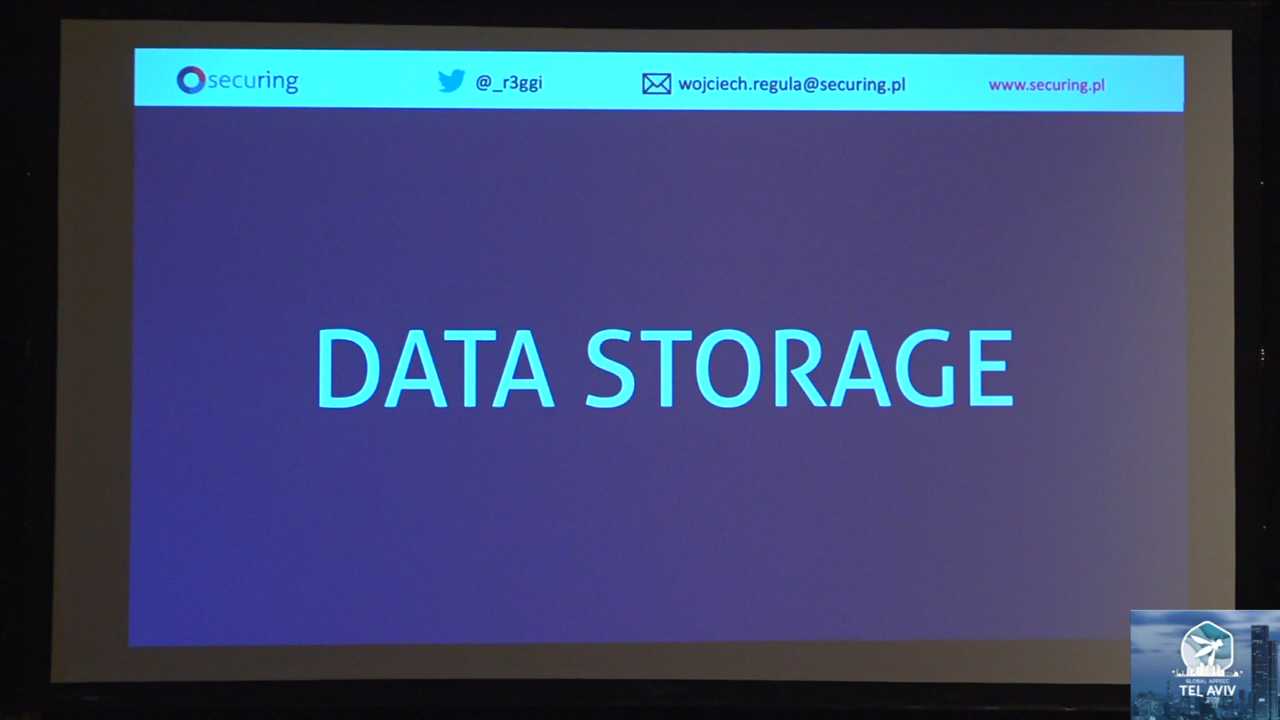 securing @_r3ggi wojciech.regula@securing.pl www.securing.pl
DATA STORAGE
GLOBAL APPSEC
TEL AVIV